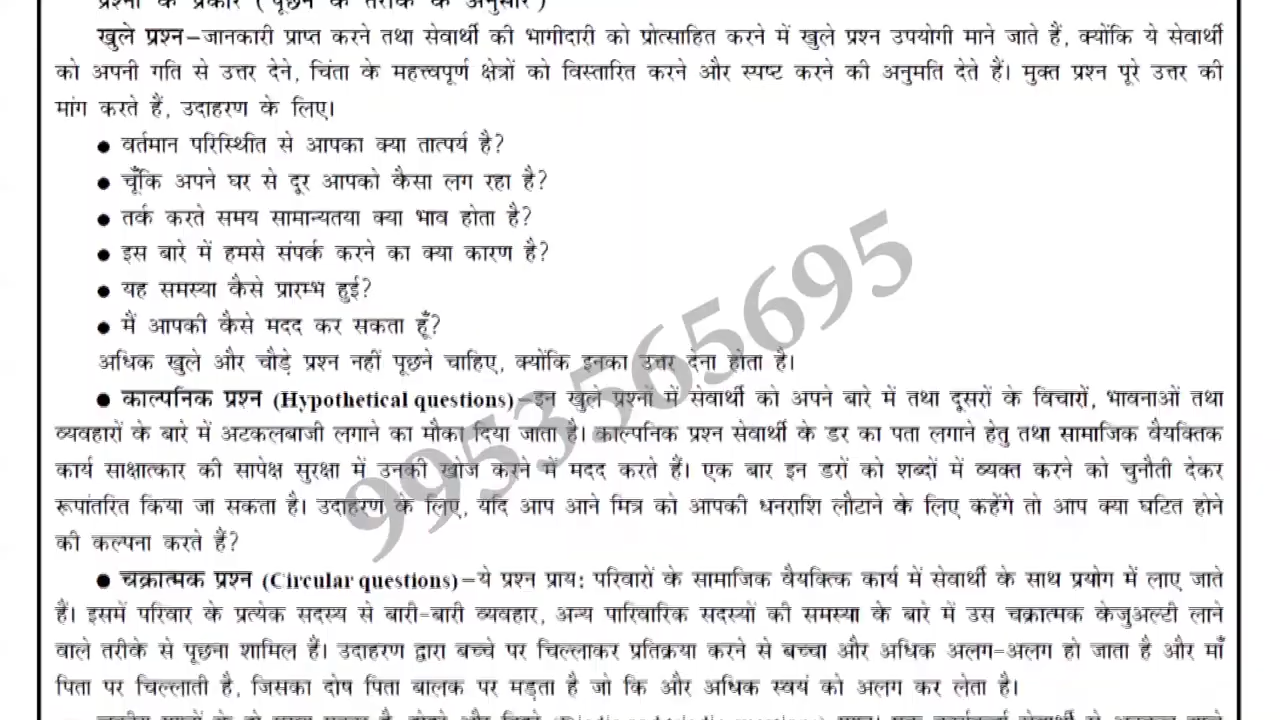 प्रश्नों के प्रकार ( पूछने के तरीके के अनुसार )
खुले प्रश्न–जानकारी प्राप्त करने तथा सेवार्थी की भागीदारी को प्रोत्साहित करने में खुले प्रश्न उपयोगी माने जाते हैं, क्योंकि ये सेवार्थी
को अपनी गति से उत्तर देने, चिंता के महत्त्वपूर्ण क्षेत्रों को विस्तारित करने और स्पष्ट करने की अनुमति देते हैं। मुक्त प्रश्न पूरे उत्तर की
मांग करते हैं, उदाहरण के लिए।
● वर्तमान परिस्थिति से आपका क्या तात्पर्य है?
● चूँकि अपने घर से दूर आपको कैसा लग रहा है?
● तर्क करते समय सामान्यतया क्या भाव होता है?
● इस बारे में हमसे संपर्क करने का क्या कारण है?
● यह समस्या कैसे प्रारम्भ हुई?
● मैं आपकी कैसे मदद कर सकता हूँ?
अधिक खुले और चौड़े प्रश्न नहीं पूछने चाहिए, क्योंकि इनका उत्तर देना होता है।
● काल्पनिक प्रश्न (Hypothetical questions)–इन खुले प्रश्नों में सेवार्थी को अपने बारे में तथा दूसरों के विचारों, भावनाओं तथा
व्यवहारों के बारे में अटकलबाजी लगाने का मौका दिया जाता है। काल्पनिक प्रश्न सेवार्थी के डर का पता लगाने हेतु तथा सामाजिक वैयक्तिक
कार्य साक्षात्कार की सापेक्ष सुरक्षा में उनकी खोज करने में मदद करते हैं। एक बार इन डरों को शब्दों में व्यक्त करने को चुनौती देकर
रूपांतरित किया जा सकता है। उदाहरण के लिए, यदि आप आने मित्र को आपकी धनराशि लौटाने के लिए कहेंगे तो आप क्या घटित होने
की कल्पना करते हैं?
● चक्रात्मक प्रश्न (Circular questions)–ये प्रश्न प्राय: परिवारों के सामाजिक वैयक्त्कि कार्य में सेवार्थी के साथ प्रयोग में लाए जाते
हैं। इसमें परिवार के प्रत्येक सदस्य से बारी-बारी व्यवहार, अन्य पारिवारिक सदस्यों की समस्या के बारे में उस चक्रात्मक केजुअल्टी लाने
वाले तरीके से पूछना शामिल हैं। उदाहरण द्वारा बच्चे पर चिल्लाकर प्रतिक्रया करने से बच्चा और अधिक अलग-अलग हो जाता है और माँ
पिता पर चिल्लाती है, जिसका दोष पिता बालक पर मड़ता है जो कि और अधिक स्वयं को अलग कर लेता है।
9953565695